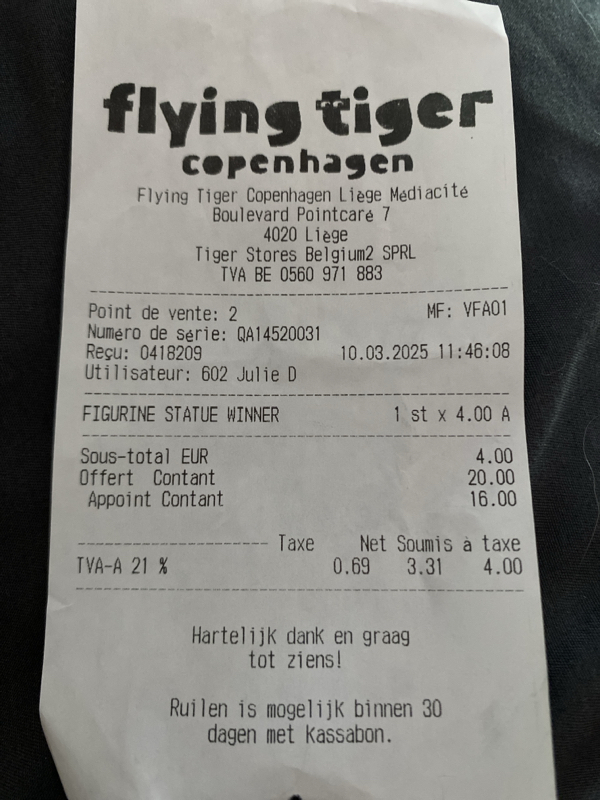 flying tiger
copenhagen
Flying Tiger Copenhagen Liège Médiacité
Boulevard Pointcaré 7
4020 Liège
Tiger Stores Belgium2 SPRL
TVA BE 0560 971 883
Point de vente: 2 MF: VFA01
Numéro de série: QA14520031
Reçu: 0418209 10.03.2025 11:46:08
Utilisateur: 602 Julie D
FIGURINE STATUE WINNER 1 st x 4.00 A
Sous-total EUR 4.00
Offert Contant 20.00
Appoint Contant 16.00
Taxe Net Soumis à taxe
TVA-A 21 % 0.69 3.31 4.00
Hartelijk dank en graag
tot ziens!
Ruilen is mogelijk binnen 30
dagen met Kassabon.